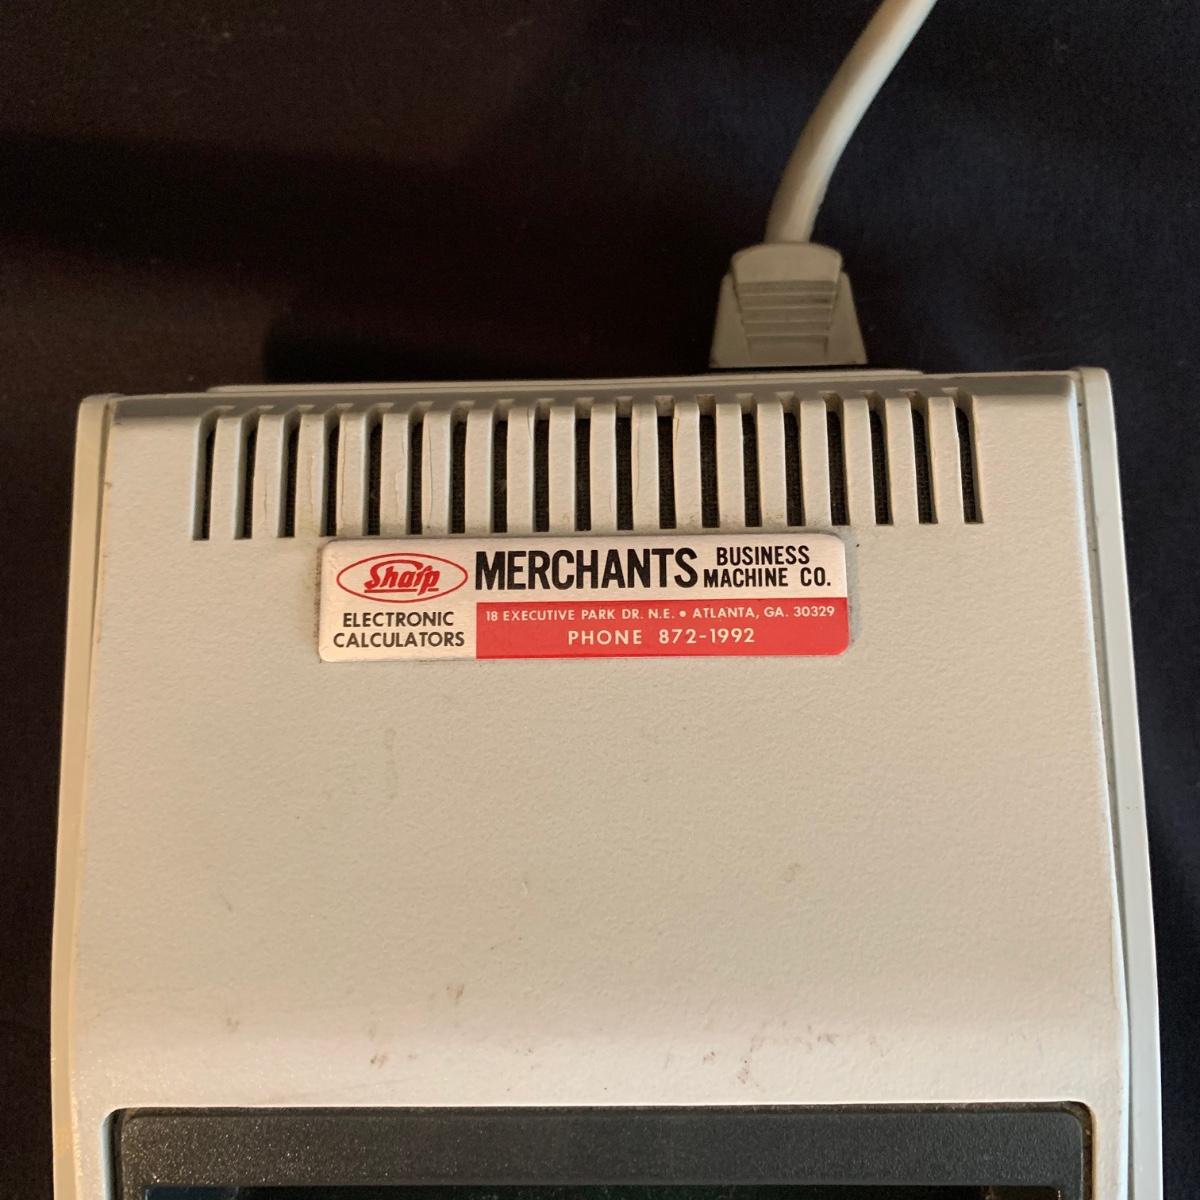 Sharp
ELECTRONIC
CALCULATORS
MERCHANTS BUSINESS
MACHINE CO.
18 EXECUTIVE PARK DR. N.E. • ATLANTA, GA. 30329
PHONE 872-1992